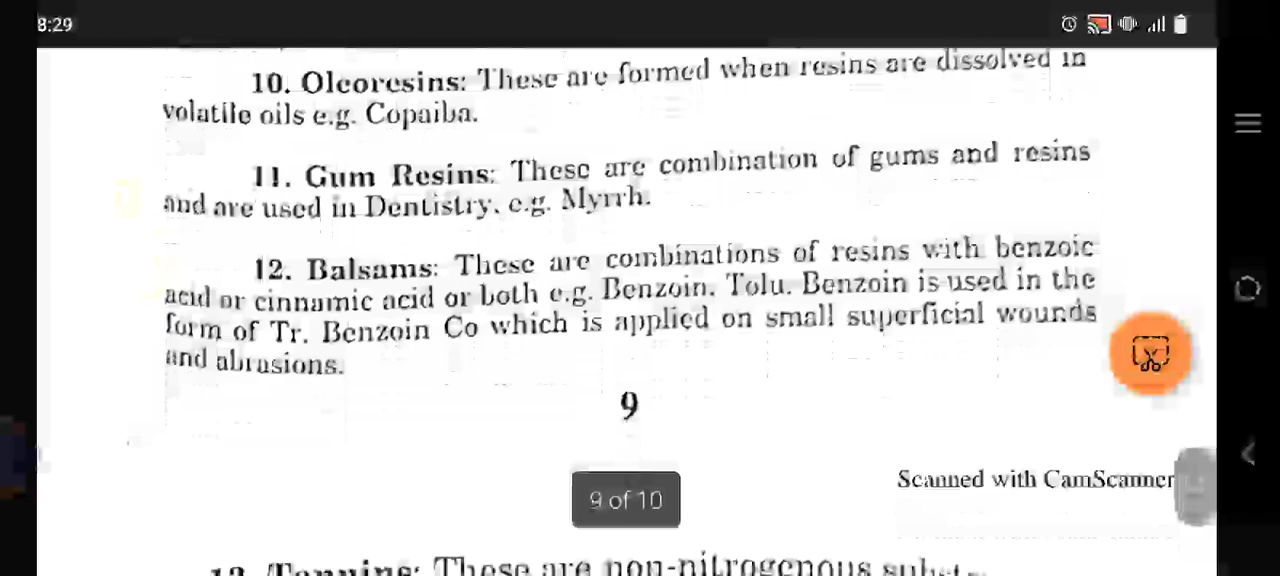 8:29
10. Oleoresins: These are formed when resins are dissolved in
volatile oils e.g. Copaiba.
11. Gum Resins: These are combination of gums and resins
and are used in Dentistry, e.g. Myrrh.
12. Balsams: These are combinations of resins with benzoic
acid or cinnamic acid or both e.g. Benzoin, Tolu. Benzoin is used in the
form of Tr. Benzoin Co which is applied on small superficial wounds
and abrasions.
9
9 of 10
Scanned with CamScanner
13. Tannins: These are non-nitrogenous